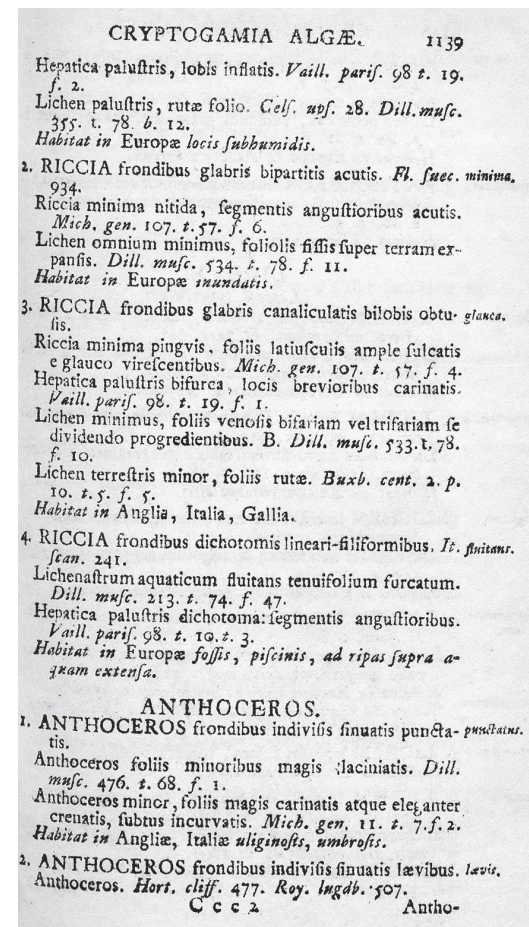 CRYPTOGAMIA ALGÆ. 1139
Hepatica paluſtris, lobis inflatis. Vaill. pariſ. 98 t. 19.
f. 2.
Lichen paluſtris, rutæ folio. Celſ. upſ. 28. Dill. muſc.
355. t. 78. b. 12.
Habitat in Europæ locis ſubhumidis.
2. RICCIA frondibus glabris bipartitis acutis. Fl. ſuec. minima.
934.
Riccia minima nitida, ſegmentis anguſtioribus acutis.
Mich. gen. 107. t. 57. f. 6.
Lichen omnium minimus, foliolis fiſſis ſuper terram ex-
panſis. Dill. muſc. 534. t. 78. f. 11.
Habitat in Europæ inundatis.
3. RICCIA frondibus glabris canaliculatis bilobis obtu- glauca.
ſis.
Riccia minima pingvis, foliis latiuſculis ample ſulcatis
e glauco vireſcentibus. Mich. gen. 107. t. 57. f. 4.
Hepatica paluſtris bifurca, locis brevioribus carinatis.
Vaill. pariſ. 98. t. 19. f. 1.
Lichen minimus, foliis venoſis bifariam vel trifariam ſe
dividendo progredientibus. B. Dill. muſc. 533. t. 78.
f. 10.
Lichen terreſtris minor, foliis rutæ. Buxb. cent. 2. p.
10. t. 5. f. 5.
Habitat in Anglia, Italia, Gallia.
4. RICCIA frondibus dichotomis lineari-filiformibus. It. fluitans.
ſcan. 241.
Lichenaſtrum aquaticum fluitans tenuifolium furcatum.
Dill. muſc. 213. t. 74. f. 47.
Hepatica paluſtris dichotoma: ſegmentis anguſtioribus.
Vaill. pariſ. 98. t. 10. t. 3.
Habitat in Europæ foſſis, piſcinis, ad ripas ſupra a-
quam extenſa.
ANTHOCEROS.
1. ANTHOCEROS frondibus indiviſis ſinuatis puncta- punctatus.
tis.
Anthoceros foliis minoribus magis laciniatis. Dill.
muſc. 476. t. 68. f. 1.
Anthoceros minor, foliis magis carinatis atque eleganter
crenatis, ſubtus incurvatis. Mich. gen. 11. t. 7. f. 2.
Habitat in Angliæ, Italiæ uliginoſis, umbroſis.
2. ANTHOCEROS frondibus indiviſis ſinuatis lævibus. lævis.
Anthoceros. Hort. cliff. 477. Roy. lugdb. 507.
C c c c 2 Antho-